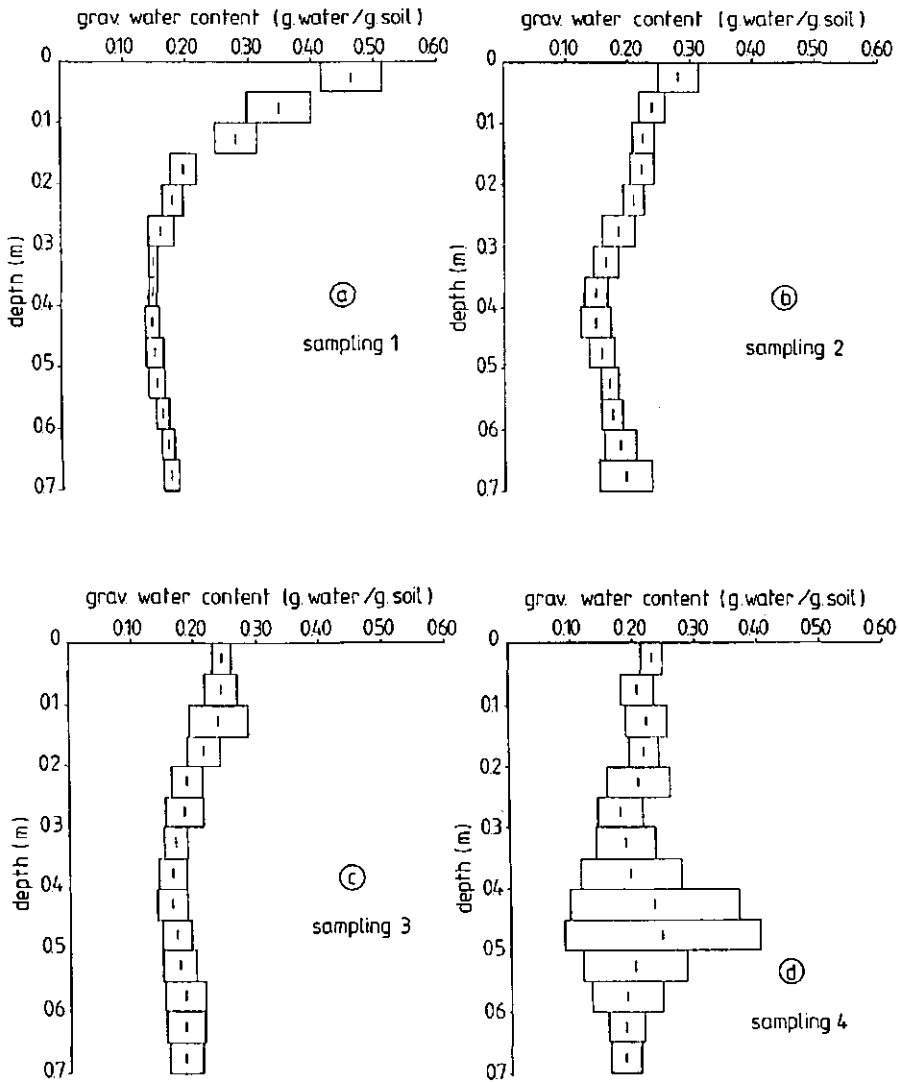 grav. water content (g.water/g.soil)
0 0.10 0.20 0.30 0.40 0.50 0.60
0.1
0.2
0.3
0.4
0.5
0.6
0.7
depth (m)
a
sampling 1
grav. water content (g.water/g.soil)
0 0.10 0.20 0.30 0.40 0.50 0.60
0.1
0.2
0.3
0.4
0.5
0.6
0.7
depth (m)
b
sampling 2
grav. water content (g.water/g.soil)
0 0.10 0.20 0.30 0.40 0.50 0.60
0.1
0.2
0.3
0.4
0.5
0.6
0.7
depth (m)
c
sampling 3
grav. water content (g.water/g.soil)
0 0.10 0.20 0.30 0.40 0.50 0.60
0.1
0.2
0.3
0.4
0.5
0.6
0.7
depth (m)
d
sampling 4